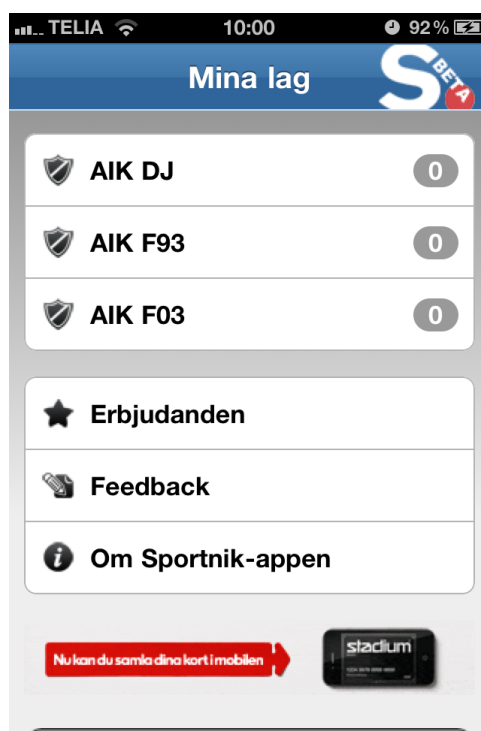 TELIA 10:00 92%
Mina lag
S BETA
AIK DJ 0
AIK F93 0
AIK F03 0
Erbjudanden
Feedback
Om Sportnik-appen
Nu kan du samla dina kort i mobilen
stadium